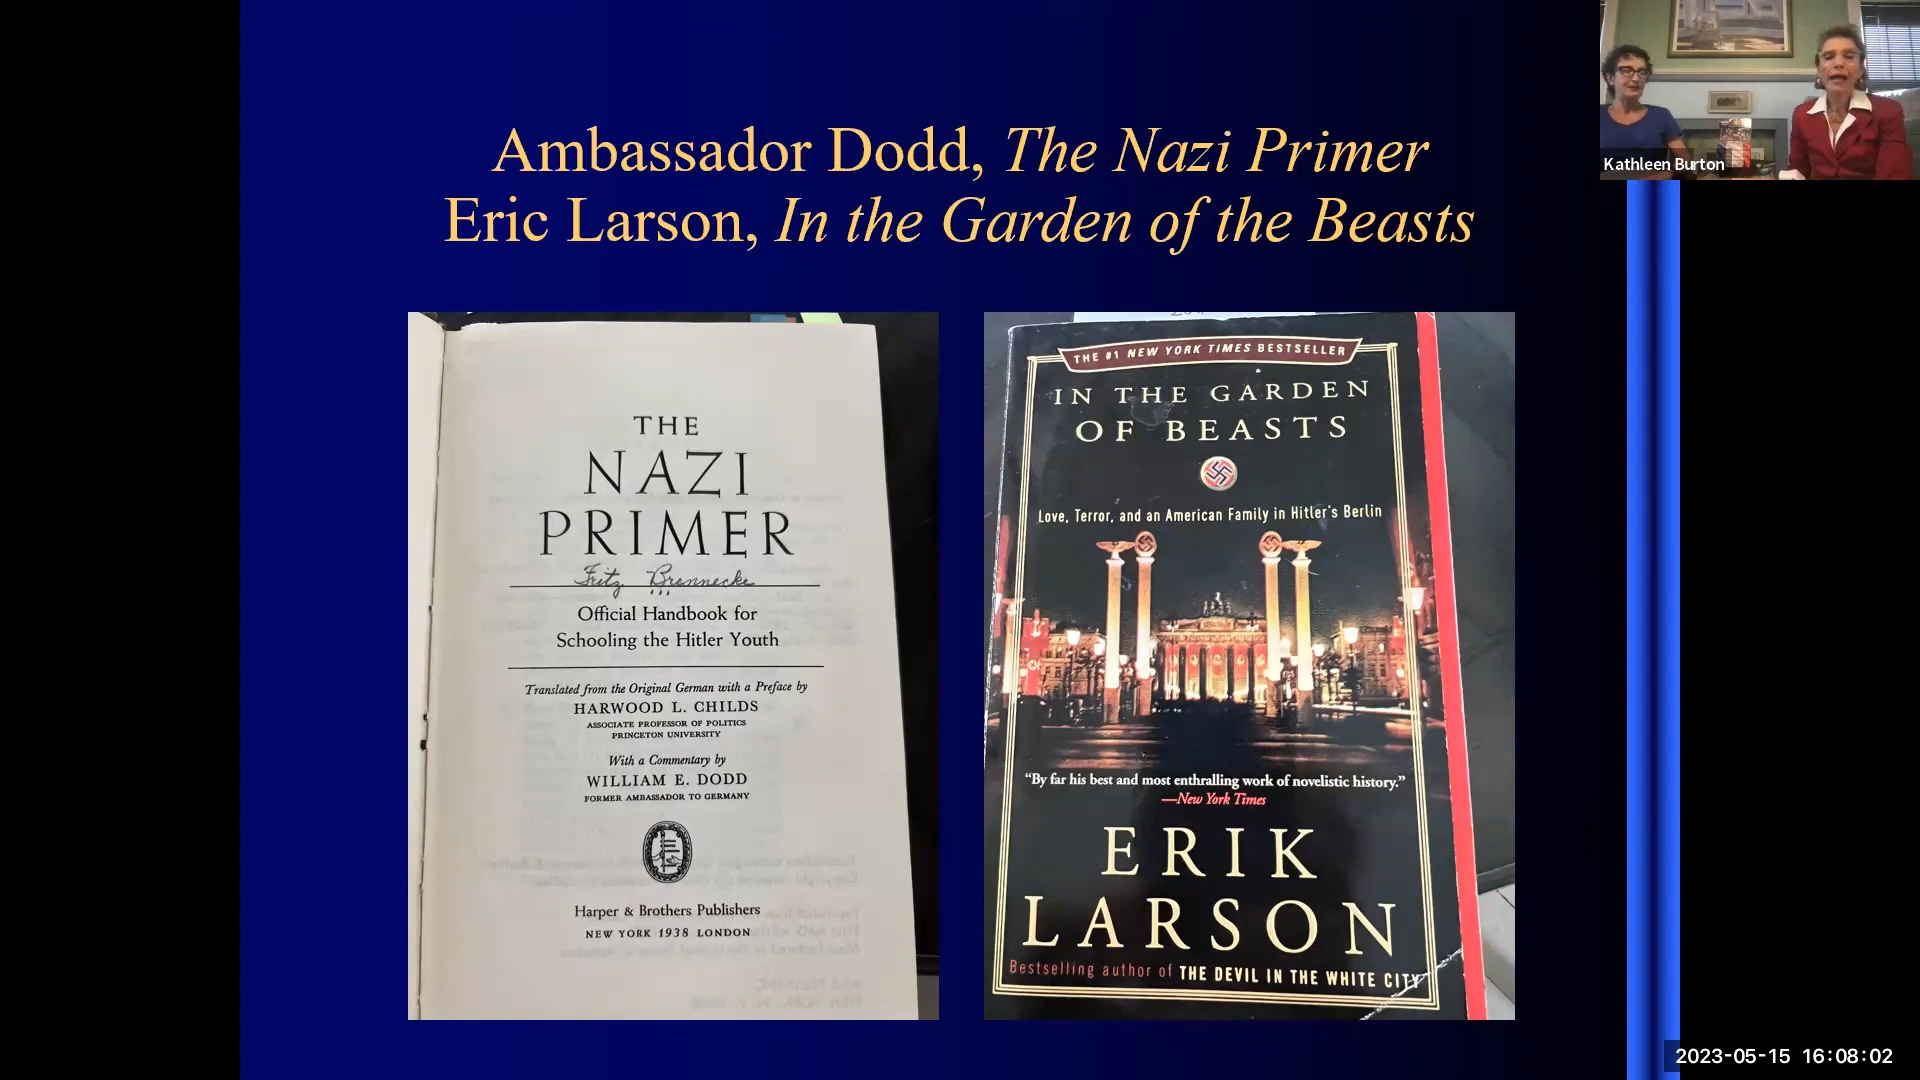 Ambassador Dodd, The Nazi Primer
Eric Larson, In the Garden of the Beasts
THE
NAZI
PRIMER
Fritz Brennecke
Official Handbook for
Schooling the Hitler Youth
Translated from the Original German with a Preface by
HARWOOD L. CHILDS
ASSOCIATE PROFESSOR OF POLITICS
PRINCETON UNIVERSITY
With a Commentary by
WILLIAM E. DODD
FORMER AMBASSADOR TO GERMANY
Harper & Brothers Publishers
NEW YORK 1938 LONDON
THE #1 NEW YORK TIMES BESTSELLER
IN THE GARDEN
OF BEASTS
Love, Terror, and an American Family in Hitler's Berlin
“By far his best and most enthralling work of novelistic history.”
—New York Times
ERIK
LARSON
Bestselling author of THE DEVIL IN THE WHITE CITY
Kathleen Burton
2023-05-15 16:08:02